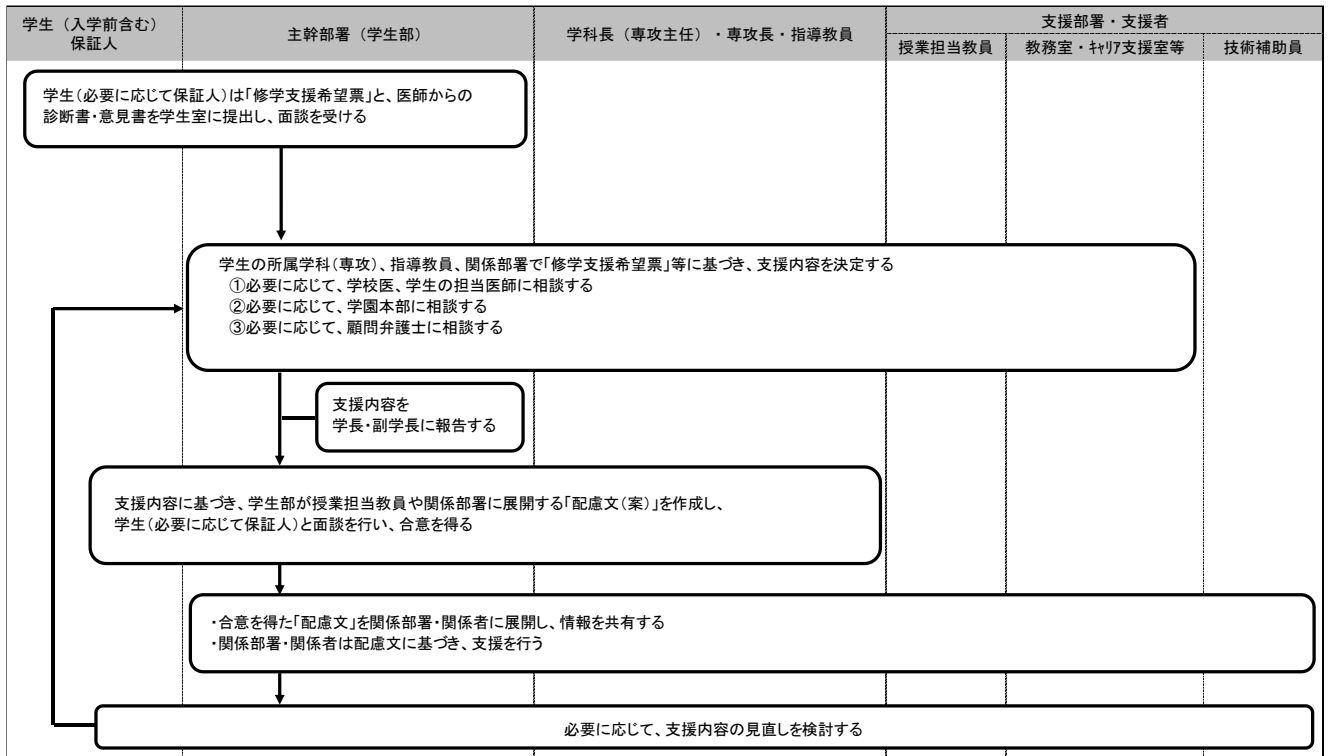 学生（入学前含む）
保証人
主幹部署（学生部）
学科長（専攻主任）・専攻長・指導教員
支援部署・支援者
授業担当教員
教務室・ｷｬﾘｱ支援室等
技術補助員
学生(必要に応じて保証人)は｢修学支援希望票｣と、医師からの
診断書・意見書を学生室に提出し、面談を受ける
学生の所属学科(専攻)、指導教員、関係部署で｢修学支援希望票｣等に基づき、支援内容を決定する
①必要に応じて、学校医、学生の担当医師に相談する
②必要に応じて、学園本部に相談する
③必要に応じて、顧問弁護士に相談する
支援内容を
学長・副学長に報告する
支援内容に基づき、学生部が授業担当教員や関係部署に展開する｢配慮文(案)｣を作成し、
学生(必要に応じて保証人)と面談を行い、合意を得る
・合意を得た｢配慮文｣を関係部署・関係者に展開し、情報を共有する
・関係部署・関係者は配慮文に基づき、支援を行う
必要に応じて、支援内容の見直しを検討する